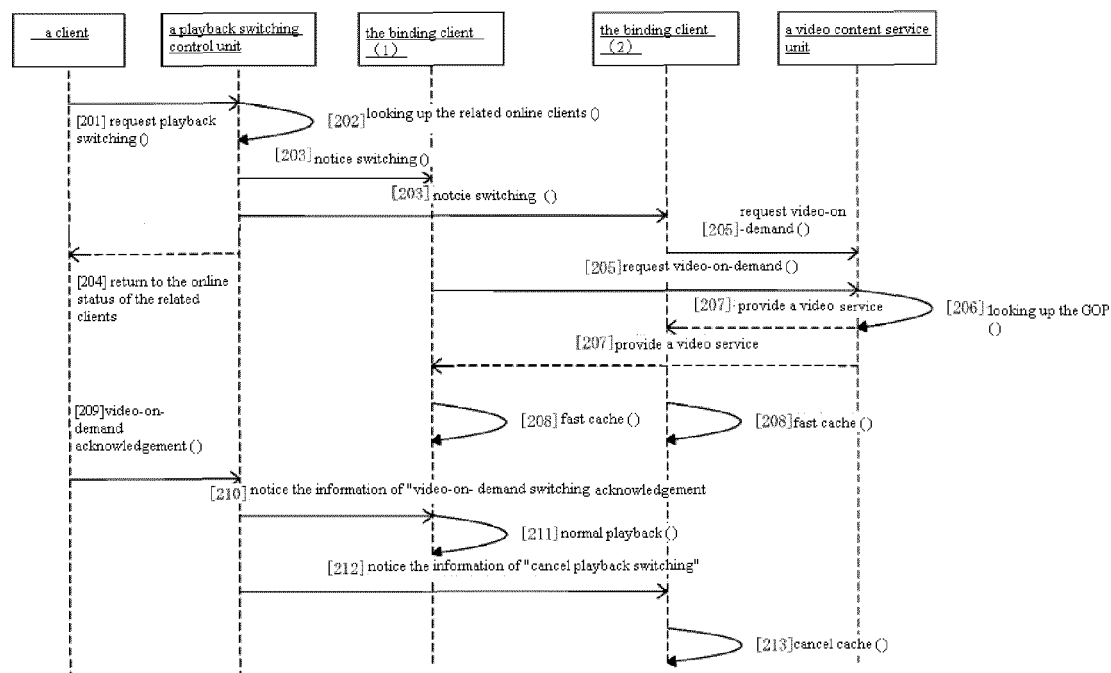 a client
a playback switching
control unit
the binding client
(1)
the binding client
(2)
a video content service
unit
[201] request playback
switching()
[202] looking up the related online clients()
[203] notice switching()
[203] notcie switching ()
request video-on
[205]-demand()
[204] return to the online
status of the related
clients
[205] request video-on-demand()
[207] provide a video service
[206] looking up the GOP
()
[207] provide a video service
[208] fast cache()
[208] fast cache()
[209] video-on-
demand
acknowledgement()
[210] notice the information of "video-on- demand switching acknowledgement
[211] normal playback()
[212] notice the information of "cancel playback switching"
[213] cancel cache()